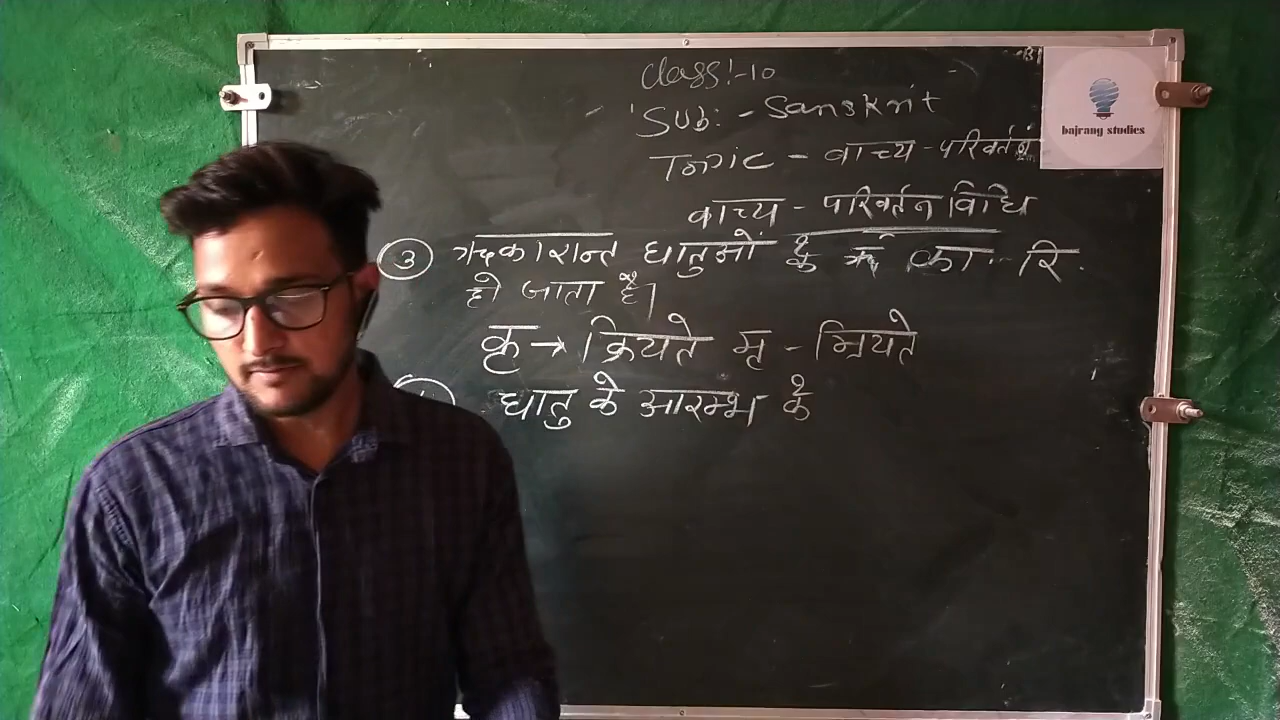 Class:-10
Sub:- Sanskrit
Topic - वाच्य - परिवर्तन
bajrang studies
वाच्य - परिवर्तन विधि
③ ऋकारान्त धातुओं के का रि
हो जाता है।
कृ → क्रियते मृ - म्रियते
धातु के आरम्भ के